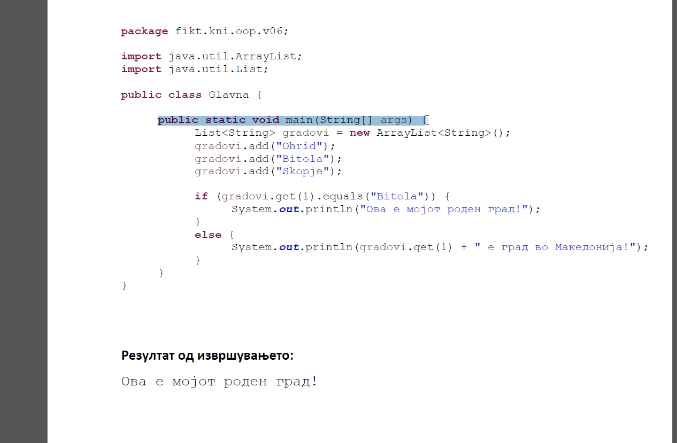 package fikt.kni.oop.v06;
import java.util.ArrayList;
import java.util.List;
public class Glavna {
public static void main(String[] args) {
List<String> gradovi = new ArrayList<String>();
gradovi.add("Ohrid");
gradovi.add("Bitola");
gradovi.add("Skopje");
if (gradovi.get(1).equals("Bitola")) {
System.out.println("Ова е мојот роден град!");
}
else {
System.out.println(gradovi.get(1) + " е град во Македонија!");
}
}
}
Резултат од извршувањето:
Ова е мојот роден град!